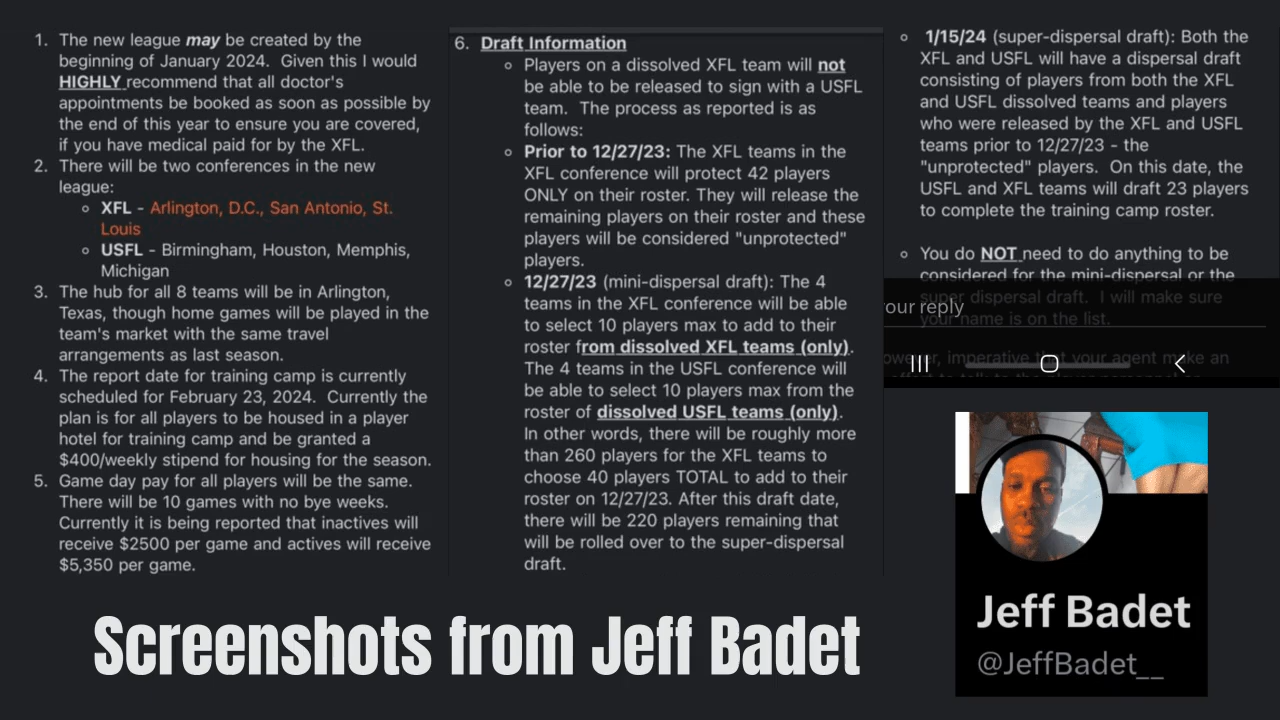 1. The new league may be created by the
beginning of January 2024. Given this I would
HIGHLY recommend that all doctor's
appointments be booked as soon as possible by
the end of this year to ensure you are covered,
if you have medical paid for by the XFL.
2. There will be two conferences in the new
league:
XFL - Arlington, D.C., San Antonio, St.
Louis
USFL - Birmingham, Houston, Memphis,
Michigan
3. The hub for all 8 teams will be in Arlington,
Texas, though home games will be played in the
team's market with the same travel
arrangements as last season.
4. The report date for training camp is currently
scheduled for February 23, 2024. Currently the
plan is for all players to be housed in a player
hotel for training camp and be granted a
$400/weekly stipend for housing for the season.
5. Game day pay for all players will be the same.
There will be 10 games with no bye weeks.
Currently it is being reported that inactives will
receive $2500 per game and actives will receive
$5,350 per game.
6. Draft Information
Players on a dissolved XFL team will not
be able to be released to sign with a USFL
team. The process as reported is as
follows:
Prior to 12/27/23: The XFL teams in the
XFL conference will protect 42 players
ONLY on their roster. They will release the
remaining players on their roster and these
players will be considered "unprotected"
players.
12/27/23 (mini-dispersal draft): The 4
teams in the XFL conference will be able
to select 10 players max to add to their
roster from dissolved XFL teams (only).
The 4 teams in the USFL conference will
be able to select 10 players max from the
roster of dissolved USFL teams (only).
In other words, there will be roughly more
than 260 players for the XFL teams to
choose 40 players TOTAL to add to their
roster on 12/27/23. After this draft date,
there will be 220 players remaining that
will be rolled over to the super-dispersal
draft.
1/15/24 (super-dispersal draft): Both the
XFL and USFL will have a dispersal draft
consisting of players from both the XFL
and USFL dissolved teams and players
who were released by the XFL and USFL
teams prior to 12/27/23 - the
"unprotected" players. On this date, the
USFL and XFL teams will draft 23 players
to complete the training camp roster.
You do NOT need to do anything to be
considered for the mini-dispersal or the
super dispersal draft. I will make sure
our reply
your name is on the list.
imperative that your agent make an
Screenshots from Jeff Badet
Jeff Badet
@JeffBadet__